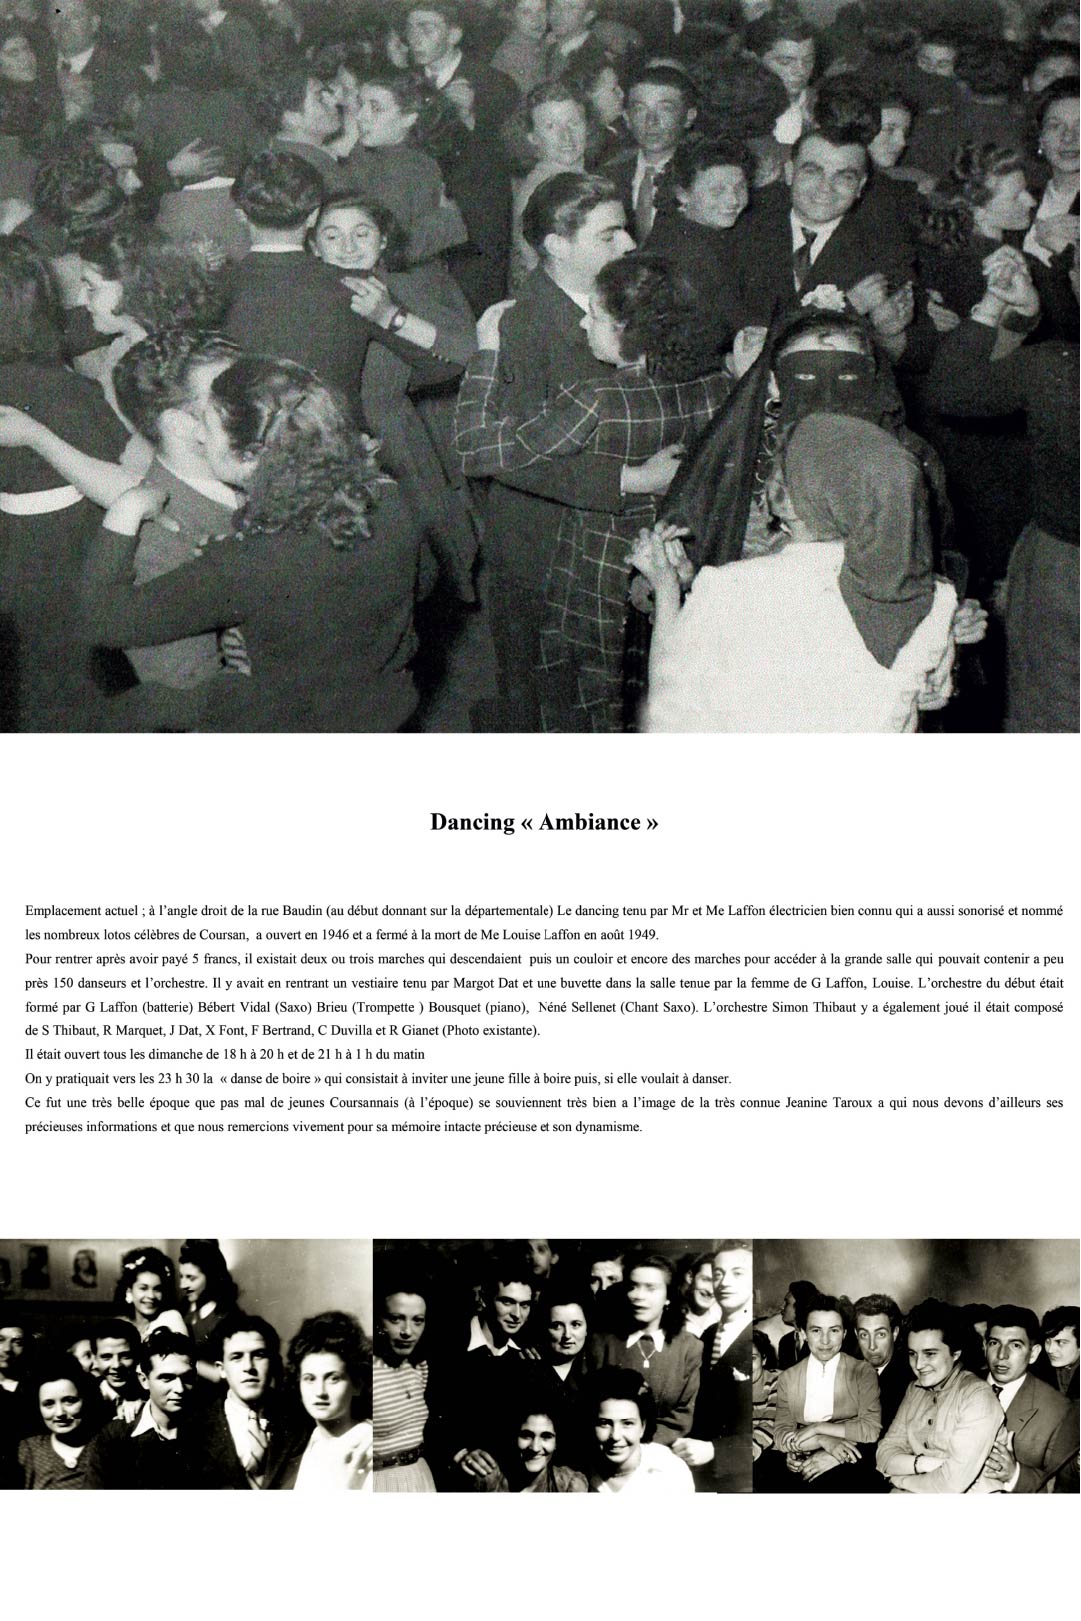 Dancing « Ambiance »
Emplacement actuel ; à l’angle droit de la rue Baudin (au début donnant sur la départementale) Le dancing tenu par Mr et Me Laffon électricien bien connu qui a aussi sonorisé et nommé
les nombreux lotos célèbres de Coursan,  a ouvert en 1946 et a fermé à la mort de Me Louise Laffon en août 1949.
Pour rentrer après avoir payé 5 francs, il existait deux ou trois marches qui descendaient  puis un couloir et encore des marches pour accéder à la grande salle qui pouvait contenir a peu
près 150 danseurs et l’orchestre. Il y avait en rentrant un vestiaire tenu par Margot Dat et une buvette dans la salle tenue par la femme de G Laffon, Louise. L’orchestre du début était
formé par G Laffon (batterie) Bébert Vidal (Saxo) Brieu (Trompette ) Bousquet (piano),  Néné Sellenet (Chant Saxo). L’orchestre Simon Thibaut y a également joué il était composé
de S Thibaut, R Marquet, J Dat, X Font, F Bertrand, C Duvilla et R Gianet (Photo existante).
Il était ouvert tous les dimanche de 18 h à 20 h et de 21 h à 1 h du matin
On y pratiquait vers les 23 h 30 la  « danse de boire » qui consistait à inviter une jeune fille à boire puis, si elle voulait à danser.
Ce fut une très belle époque que pas mal de jeunes Coursannais (à l’époque) se souviennent très bien a l’image de la très connue Jeanine Taroux a qui nous devons d’ailleurs ses
précieuses informations et que nous remercions vivement pour sa mémoire intacte précieuse et son dynamisme.